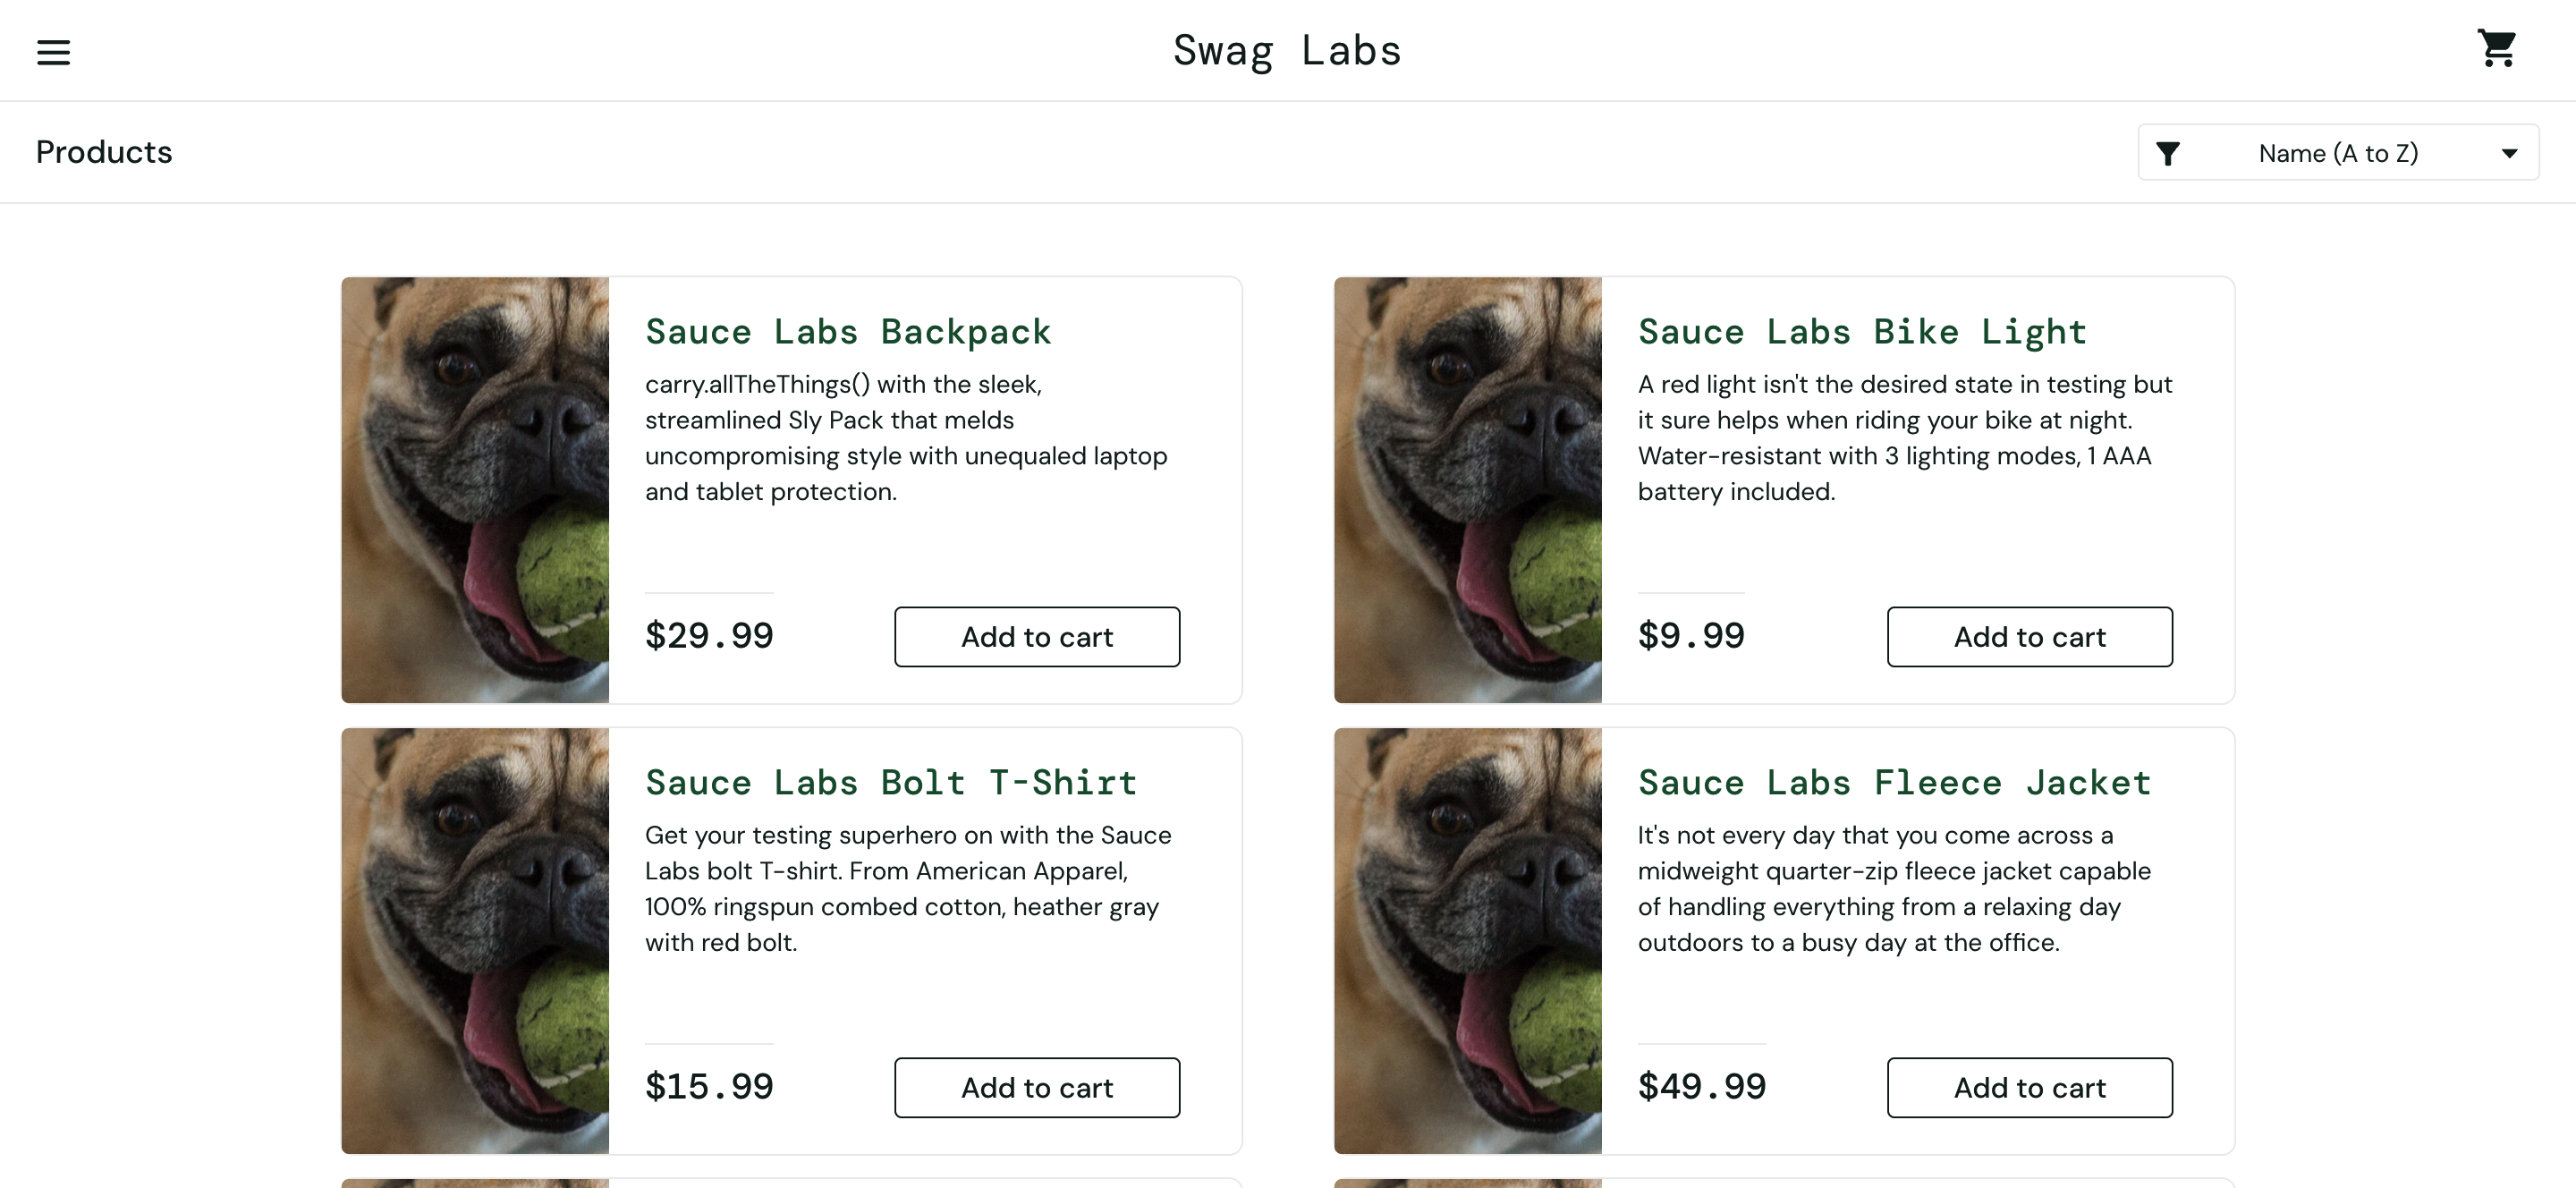 Swag Labs
Products
Name (A to Z)
Sauce Labs Backpack
carry.allTheThings() with the sleek,
streamlined Sly Pack that melds
uncompromising style with unequaled laptop
and tablet protection.
$29.99
Add to cart
Sauce Labs Bike Light
A red light isn't the desired state in testing but
it sure helps when riding your bike at night.
Water-resistant with 3 lighting modes, 1 AAA
battery included.
$9.99
Add to cart
Sauce Labs Bolt T-Shirt
Get your testing superhero on with the Sauce
Labs bolt T-shirt. From American Apparel,
100% ringspun combed cotton, heather gray
with red bolt.
$15.99
Add to cart
Sauce Labs Fleece Jacket
It's not every day that you come across a
midweight quarter-zip fleece jacket capable
of handling everything from a relaxing day
outdoors to a busy day at the office.
$49.99
Add to cart